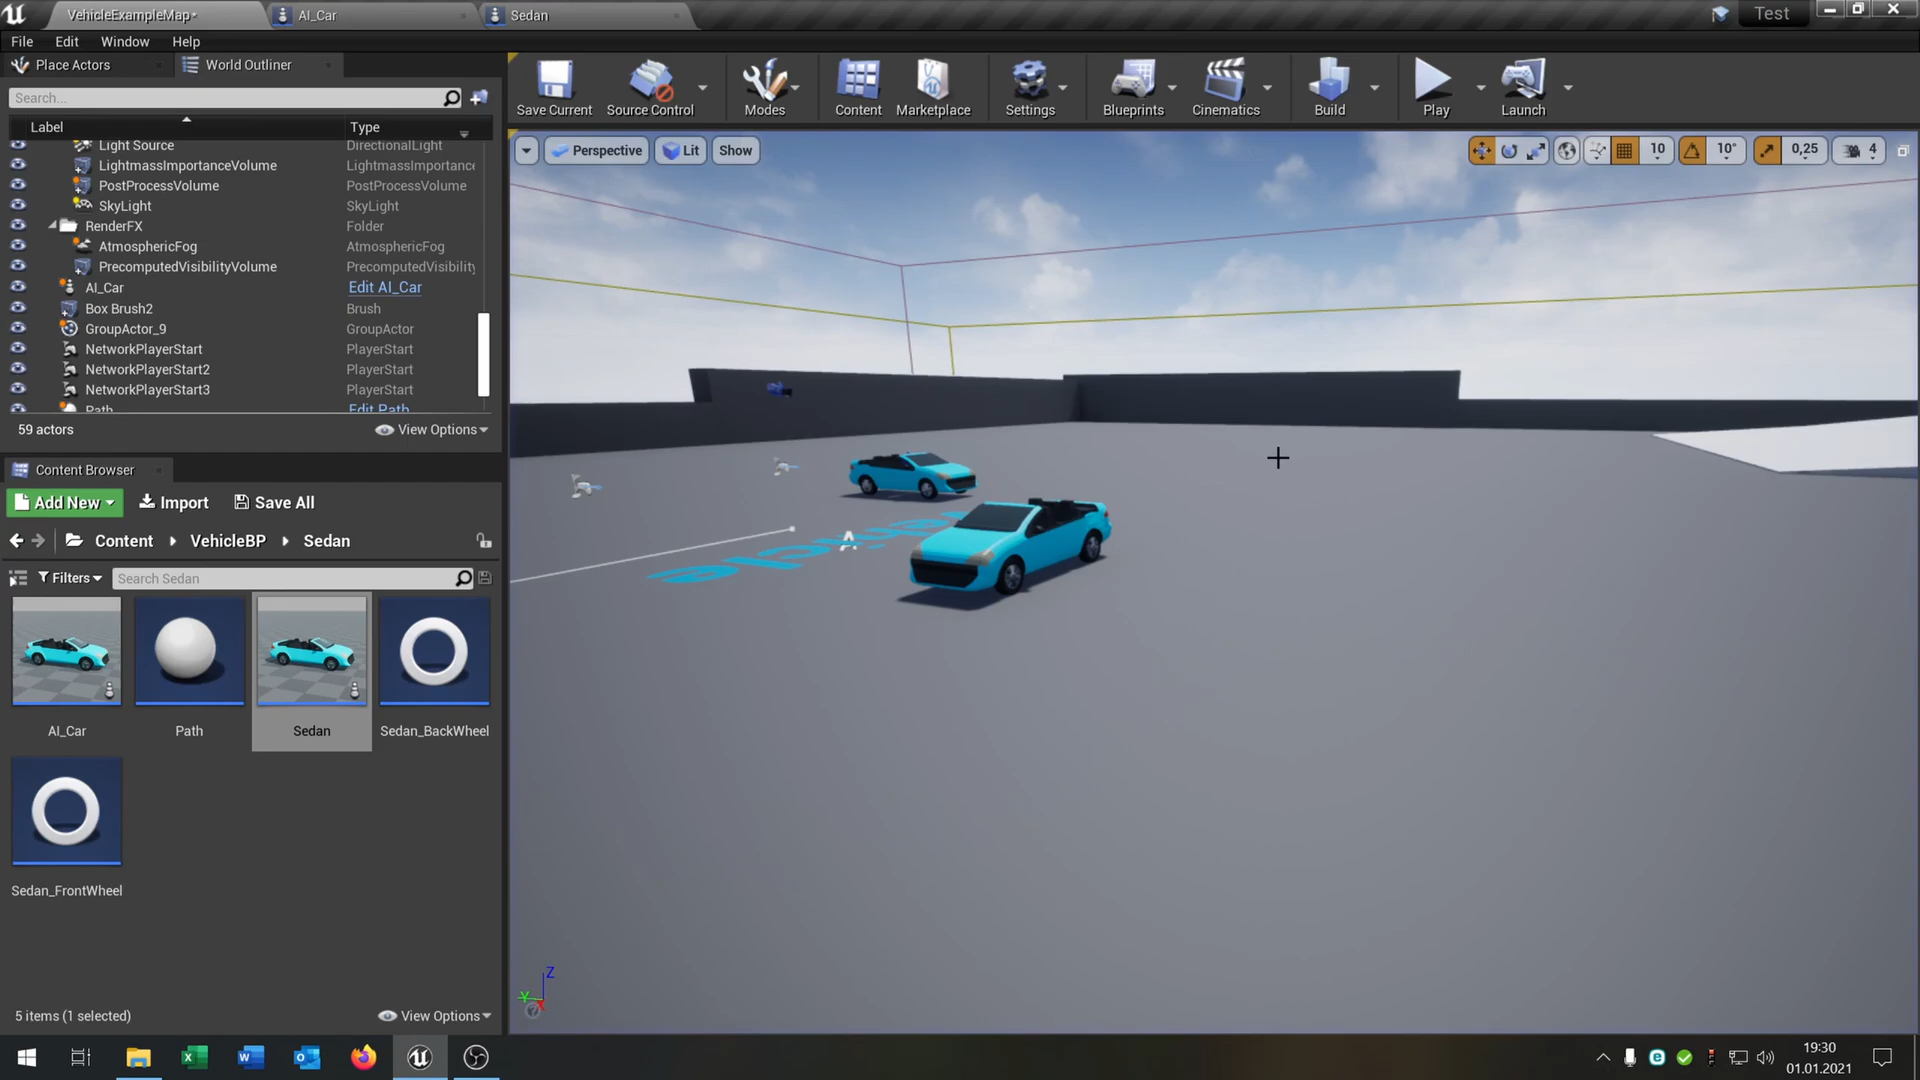 VehicleExampleMap*
AI_Car
Sedan
Test
File
Edit
Window
Help
Place Actors
World Outliner
Search...
Label
Type
Light Source
DirectionalLight
LightmassImportanceVolume
LightmassImportance
PostProcessVolume
PostProcessVolume
SkyLight
SkyLight
RenderFX
Folder
AtmosphericFog
AtmosphericFog
PrecomputedVisibilityVolume
PrecomputedVisibility
AI_Car
Edit AI_Car
Box Brush2
Brush
GroupActor_9
GroupActor
NetworkPlayerStart
PlayerStart
NetworkPlayerStart2
PlayerStart
NetworkPlayerStart3
PlayerStart
Path
Edit Path
59 actors
View Options
Save Current
Source Control
Modes
Content
Marketplace
Settings
Blueprints
Cinematics
Build
Play
Launch
Perspective
Lit
Show
10
10°
0,25
4
Content Browser
Add New
Import
Save All
Content
VehicleBP
Sedan
Filters
Search Sedan
AI_Car
Path
Sedan
Sedan_BackWheel
Sedan_FrontWheel
5 items (1 selected)
View Options
Z
Y
19:30
01.01.2021